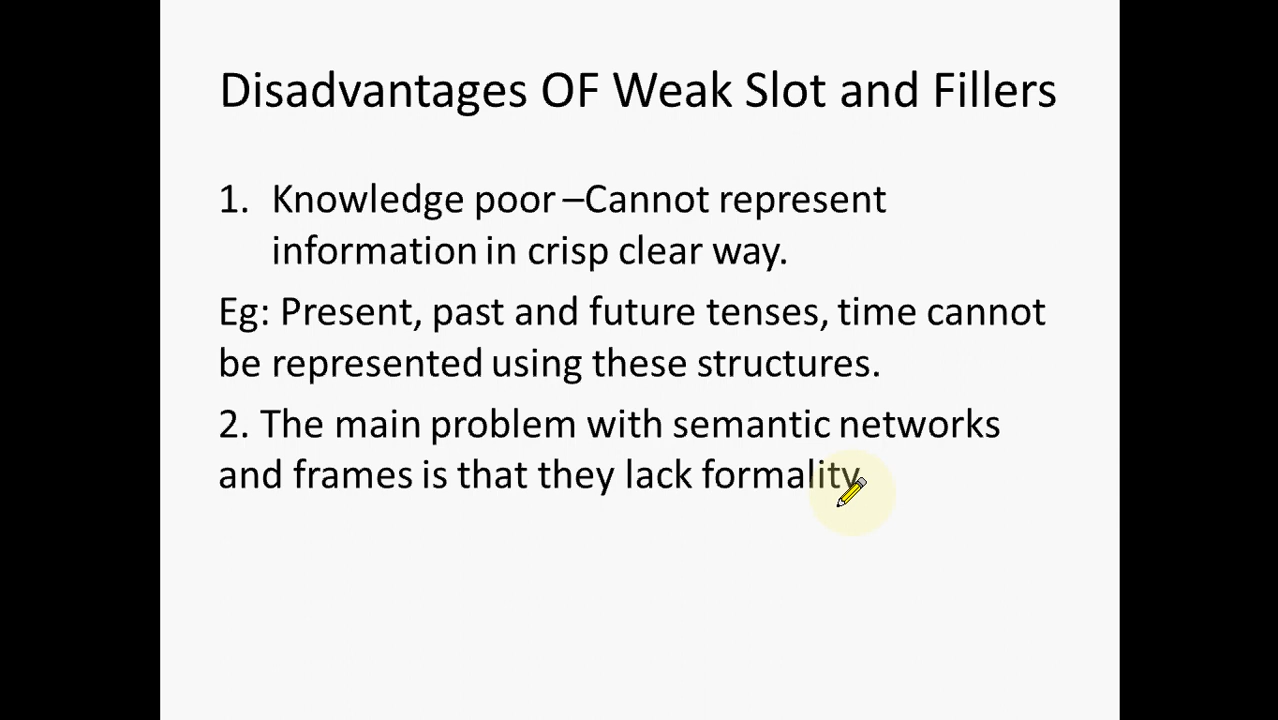 Disadvantages OF Weak Slot and Fillers
1. Knowledge poor –Cannot represent
information in crisp clear way.
Eg: Present, past and future tenses, time cannot
be represented using these structures.
2. The main problem with semantic networks
and frames is that they lack formality.